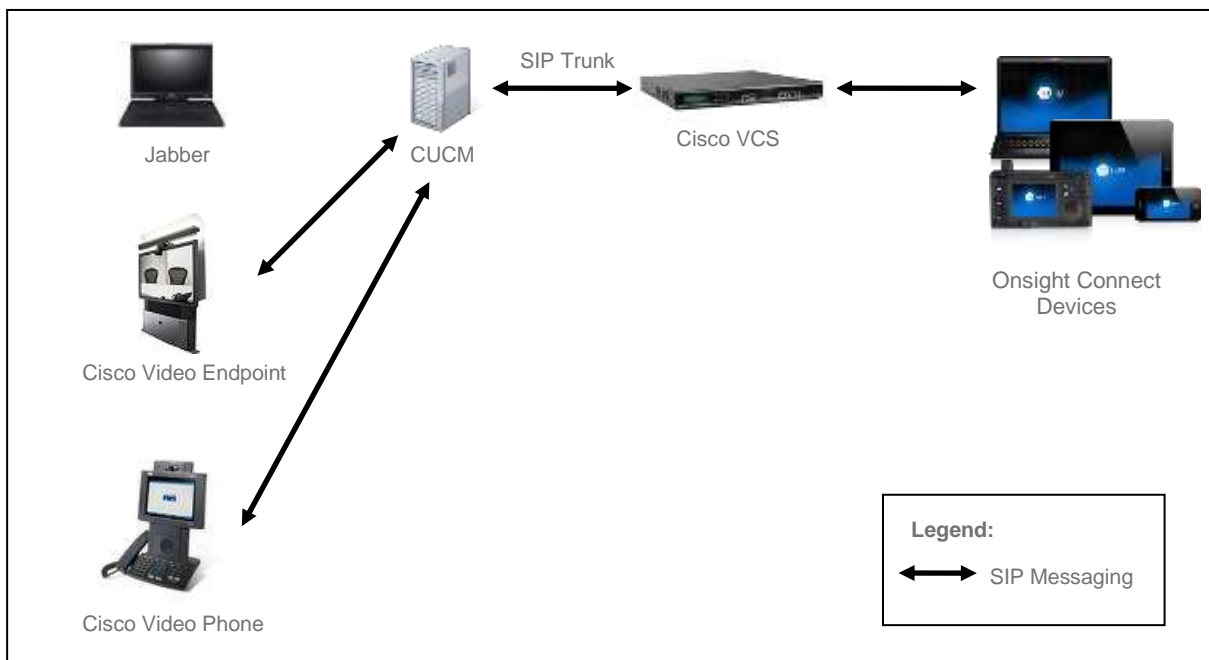 SIP Trunk
Jabber
CUCM
Cisco VCS
Onsight Connect
Devices
Cisco Video Endpoint
Legend:
SIP Messaging
Cisco Video Phone